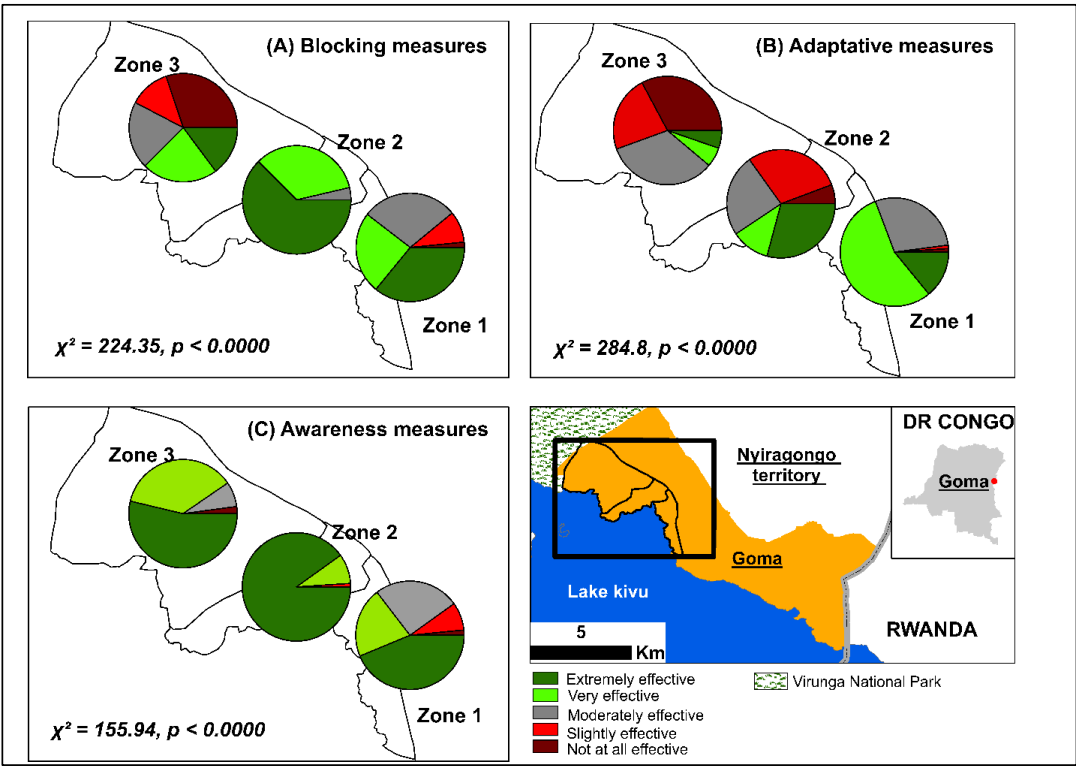 (A) Blocking measures
Zone 3
Zone 2
Zone 1
χ² = 224.35, p < 0.0000
(B) Adaptative measures
Zone 3
Zone 2
Zone 1
χ² = 284.8, p < 0.0000
(C) Awareness measures
Zone 3
Zone 2
Zone 1
χ² = 155.94, p < 0.0000
DR CONGO
Goma
Nyiragongo
territory
Goma
Lake kivu
RWANDA
5
Km
Extremely effective
Very effective
Moderately effective
Slightly effective
Not at all effective
Virunga National Park